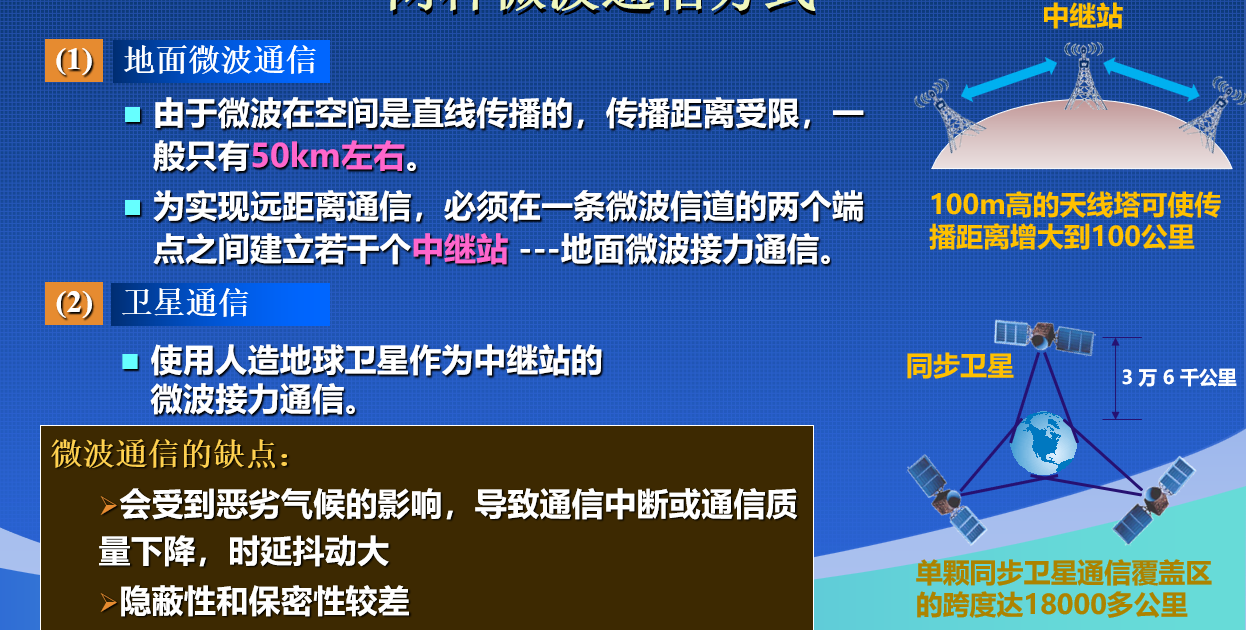 两种微波通信方式
(1) 地面微波通信
由于微波在空间是直线传播的，传播距离受限，一
般只有50km左右。
为实现远距离通信，必须在一条微波信道的两个端
点之间建立若干个中继站 ---地面微波接力通信。
中继站
100m高的天线塔可使传
播距离增大到100公里
(2) 卫星通信
使用人造地球卫星作为中继站的
微波接力通信。
同步卫星
3 万 6 千公里
单颗同步卫星通信覆盖区
的跨度达18000多公里
微波通信的缺点：
会受到恶劣气候的影响，导致通信中断或通信质
量下降，时延抖动大
隐蔽性和保密性较差